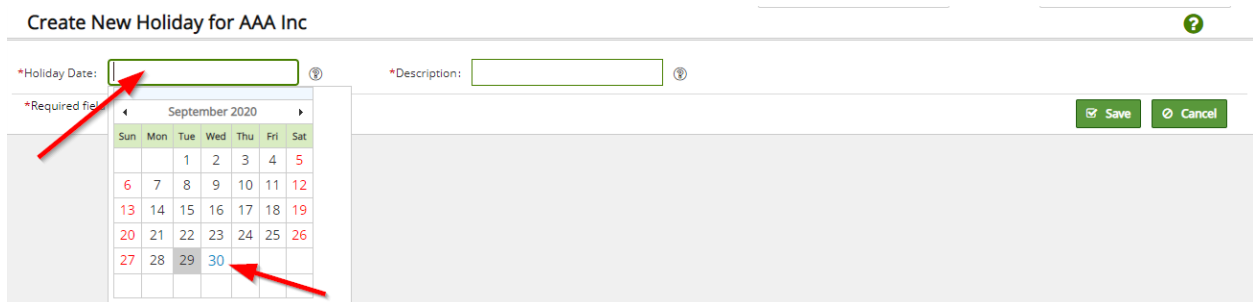 Create New Holiday for AAA Inc
*Holiday Date:
*Description:
*Required field
Save
Cancel
September 2020
Sun Mon Tue Wed Thu Fri Sat
1 2 3 4 5
6 7 8 9 10 11 12
13 14 15 16 17 18 19
20 21 22 23 24 25 26
27 28 29 30